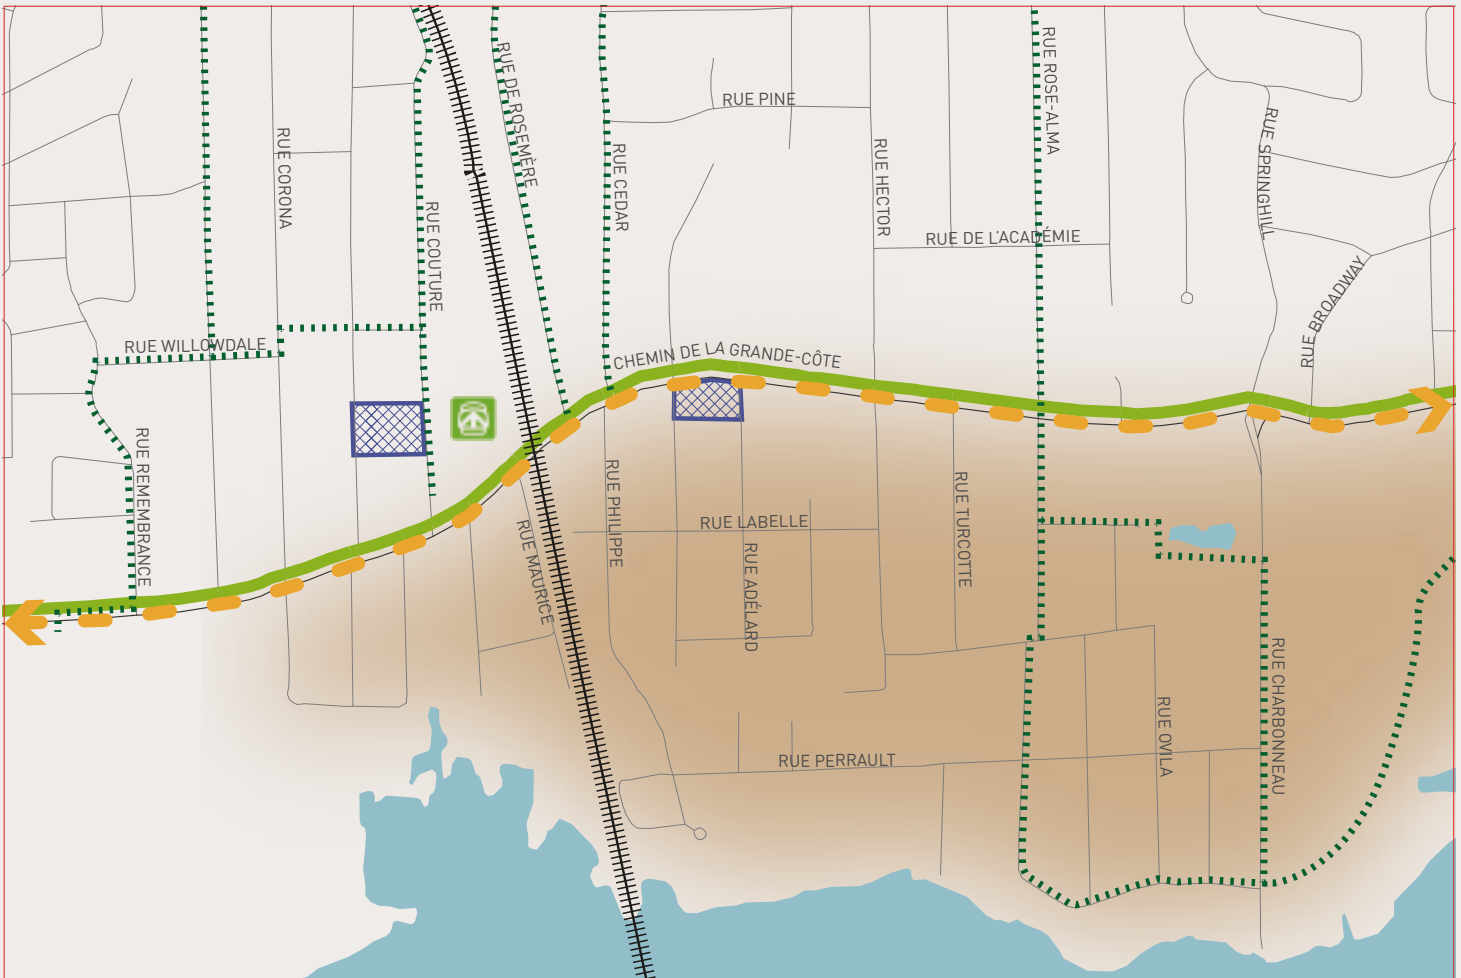 RUE DE ROSEMÈRE
RUE ROSE-ALMA
RUE PINE
RUE SPRINGHILL
RUE CORONA
RUE CEDAR
RUE HECTOR
RUE COUTURE
RUE DE L'ACADÉMIE
RUE BROADWAY
RUE WILLOWDALE
CHEMIN DE LA GRANDE-CÔTE
RUE REMEMBRANCE
RUE PHILIPPE
RUE TURCOTTE
RUE LABELLE
RUE MAURICE
RUE ADÉLARD
RUE CHARBONNEAU
RUE OVILA
RUE PERRAULT